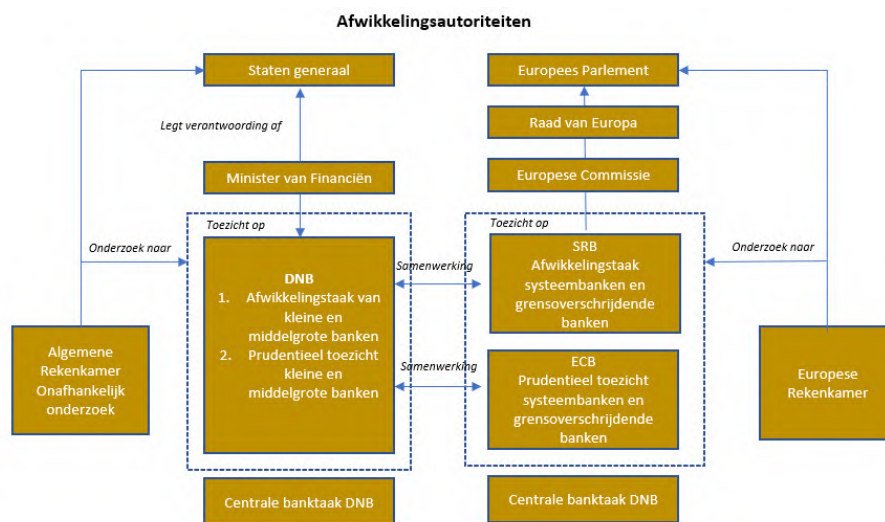 Afwikkelingsautoriteiten
Staten generaal
Europees Parlement
Raad van Europa
Legt verantwoording af
Minister van Financiën
Europese Commissie
Toezicht op
Toezicht op
Onderzoek naar
Onderzoek naar
DNB
1. Afwikkelingstaak van
kleine en
middelgrote banken
2. Prudentieel toezicht
kleine en
middelgrote banken
Samenwerking
Samenwerking
SRB
Afwikkelingstaak
systeembanken en
grensoverschrijdende
banken
ECB
Prudentieel toezicht
systeembanken en
grensoverschrijdende
banken
Algemene
Rekenkamer
Onafhankelijk
onderzoek
Europese
Rekenkamer
Centrale banktaak DNB
Centrale banktaak DNB